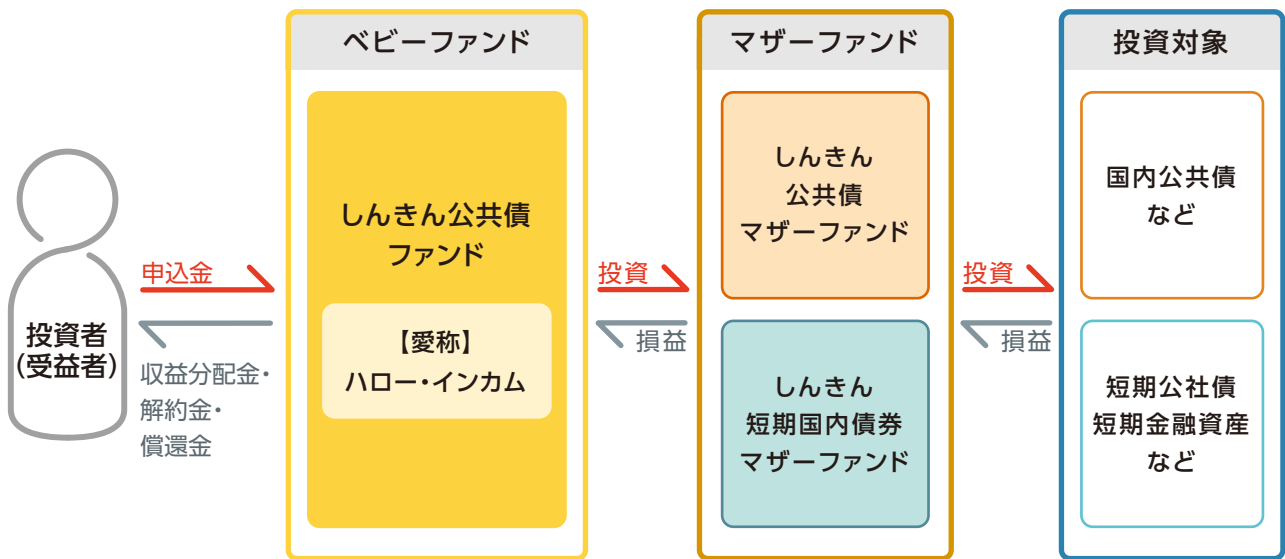 ベビーファンド
マザーファンド
投資対象
投資者
(受益者)
申込金
収益分配金・
解約金・
償還金
しんきん公共債
ファンド
【愛称】
ハロー・インカム
投資
損益
しんきん
公共債
マザーファンド
しんきん
短期国内債券
マザーファンド
投資
損益
国内公共債
など
短期公社債
短期金融資産
など